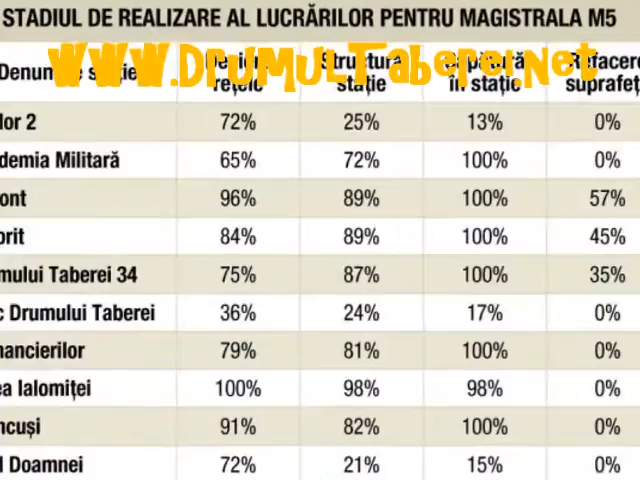 STADIUL DE REALIZARE AL LUCRĂRILOR PENTRU MAGISTRALA M5
www.DrumulTaberei.net
lor 2 72% 25% 13% 0%
demia Militară 65% 72% 100% 0%
ont 96% 89% 100% 57%
orit 84% 89% 100% 45%
mului Taberei 34 75% 87% 100% 35%
c Drumului Taberei 36% 24% 17% 0%
nancierilor 79% 81% 100% 0%
ea Ialomiței 100% 98% 98% 0%
ncuși 91% 82% 100% 0%
l Doamnei 72% 21% 15% 0%